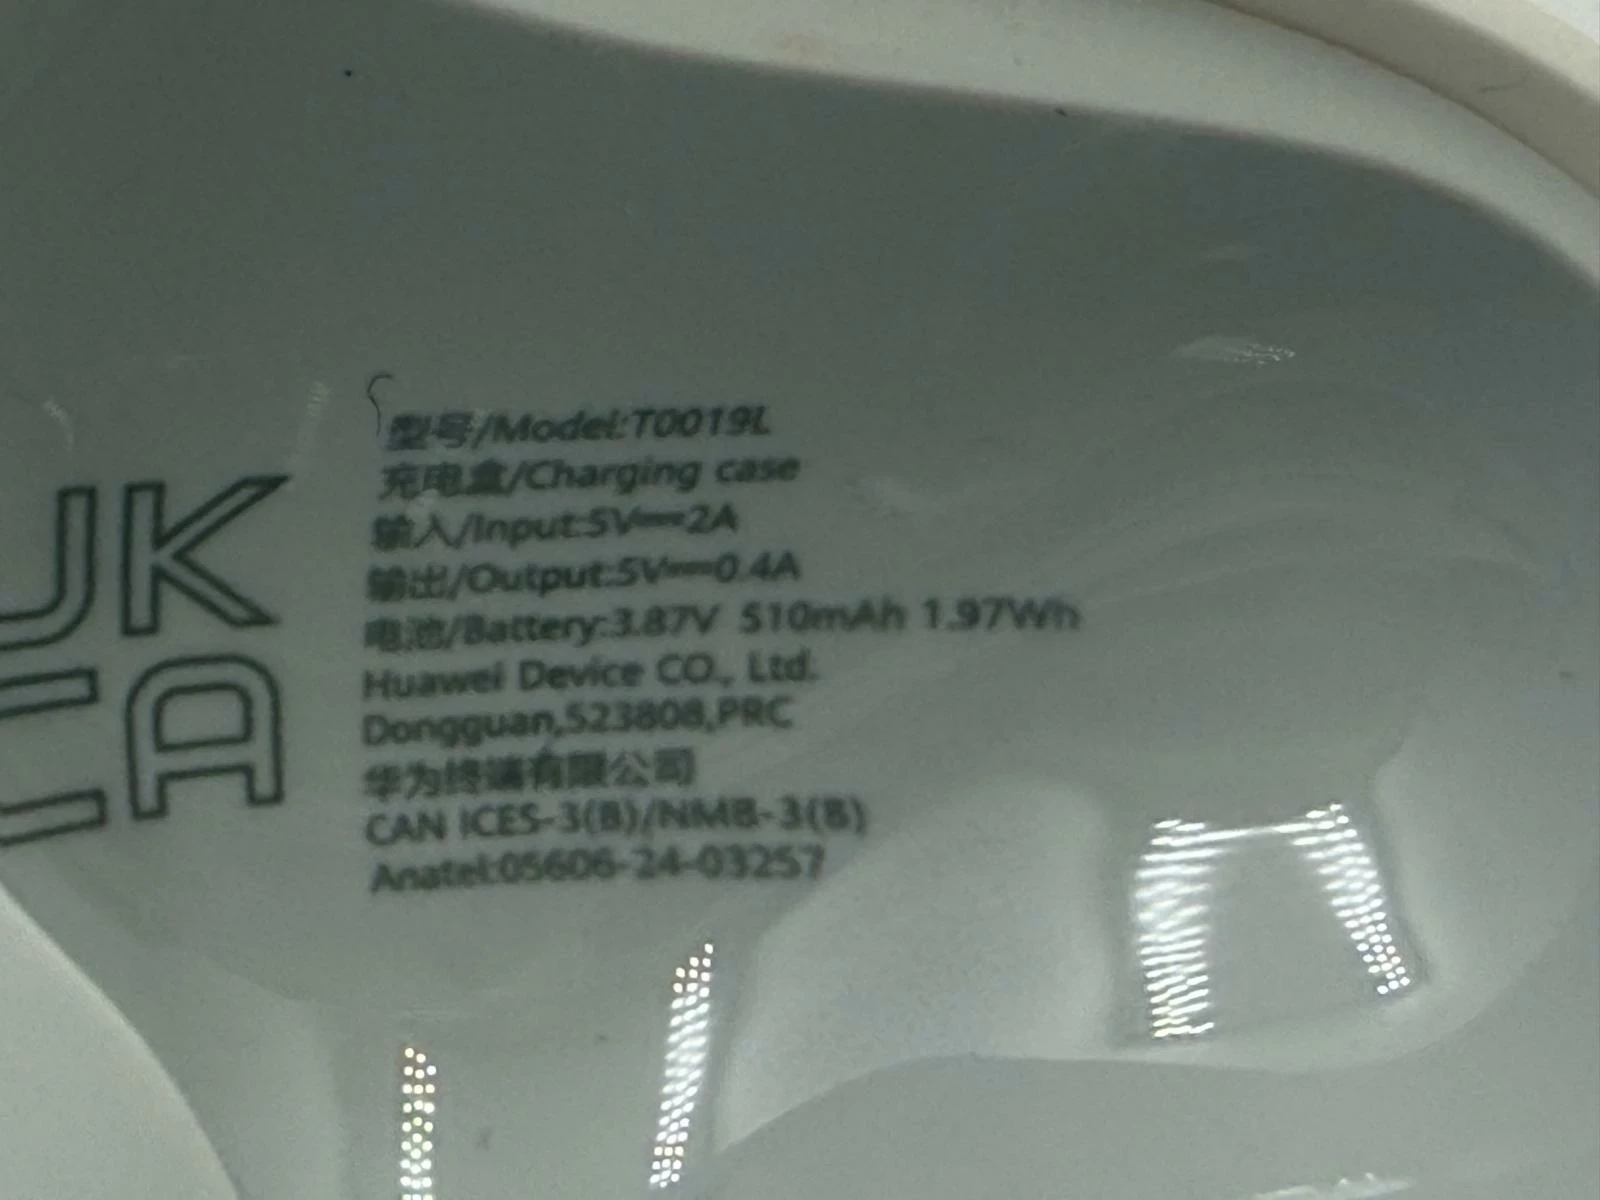 UK
CA
型号/Model:T0019L
充电盒/Charging case
输入/Input:5V⎓2A
输出/Output:5V⎓0.4A
电池/Battery:3.87V 510mAh 1.97Wh
Huawei Device CO., Ltd.
Dongguan,523808,PRC
华为终端有限公司
CAN ICES-3(B)/NMB-3(B)
Anatel:05606-24-03257